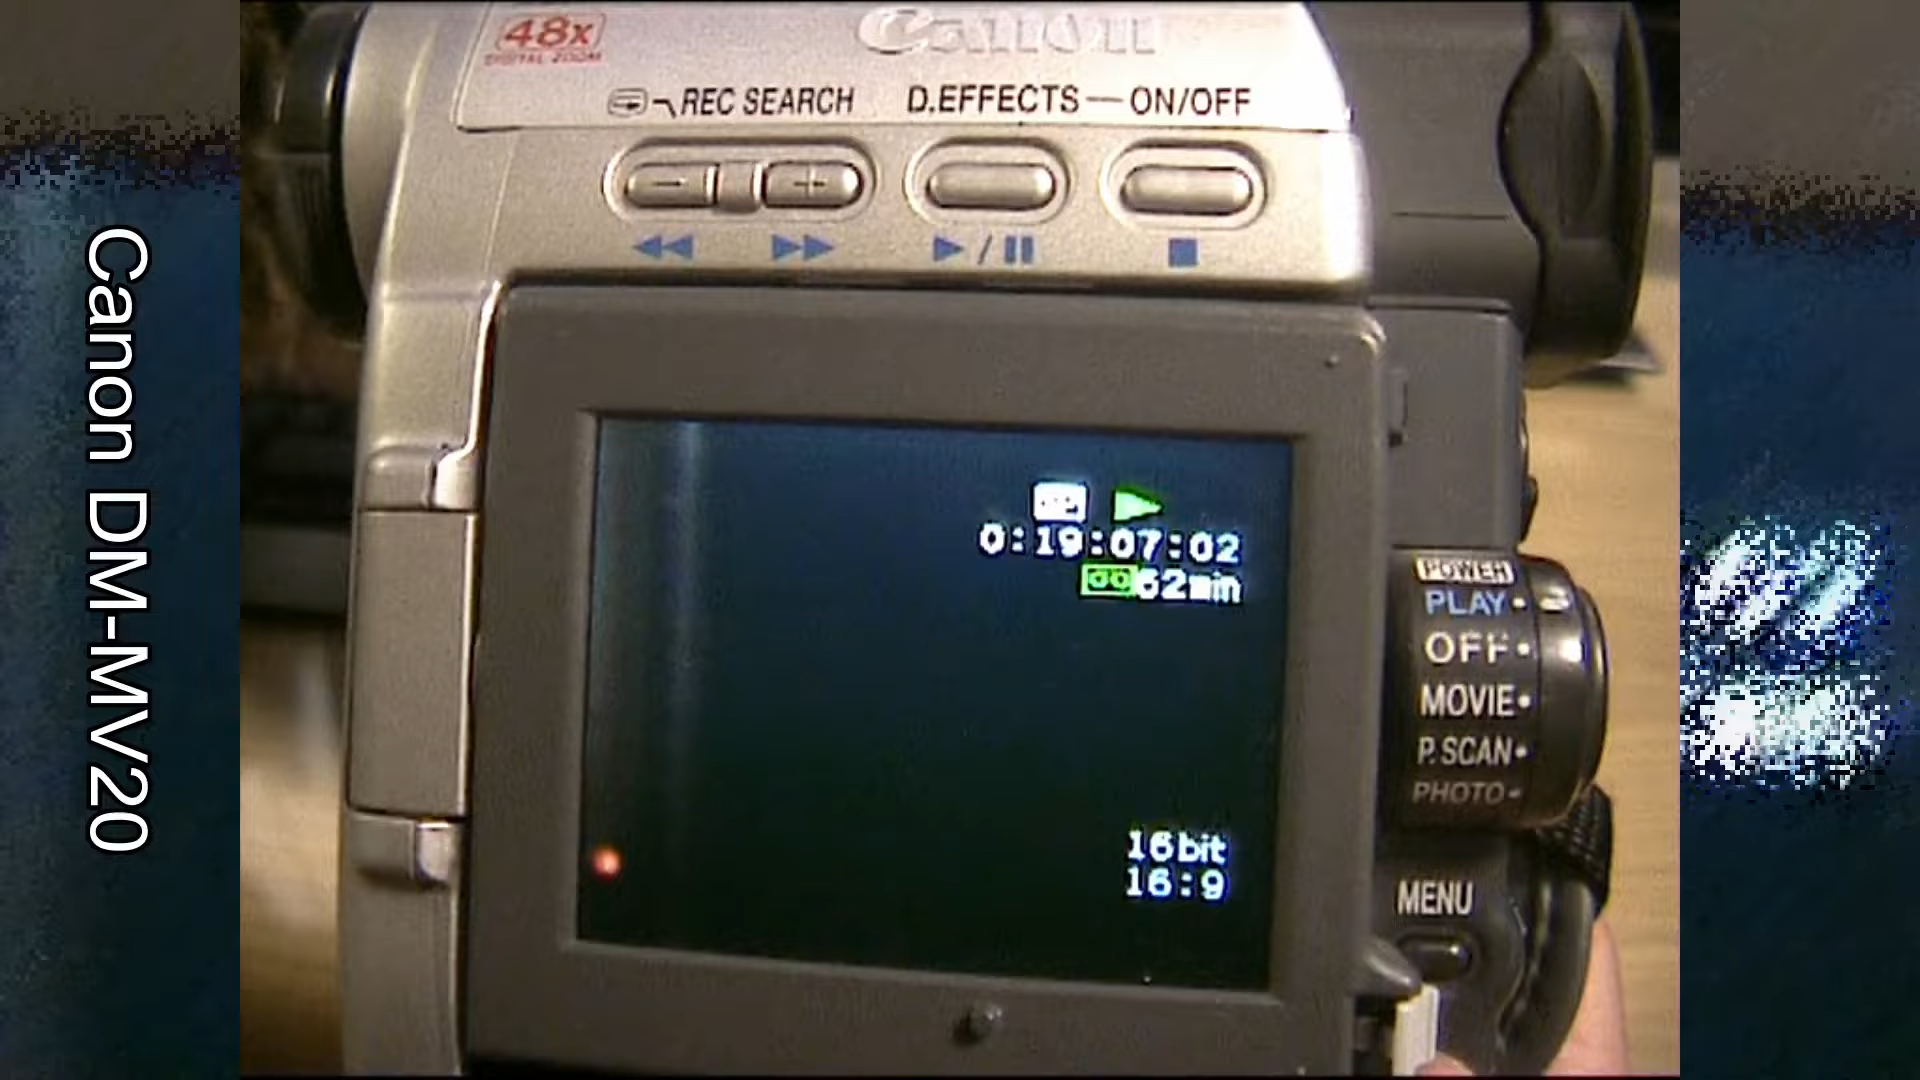 Canon DM-MV20
48x
DIGITAL ZOOM
Canon
REC SEARCH
D.EFFECTS — ON/OFF
− +
0:19:07:02
62min
16bit
16:9
POWER
PLAY
OFF
MOVIE
P.SCAN
PHOTO
MENU